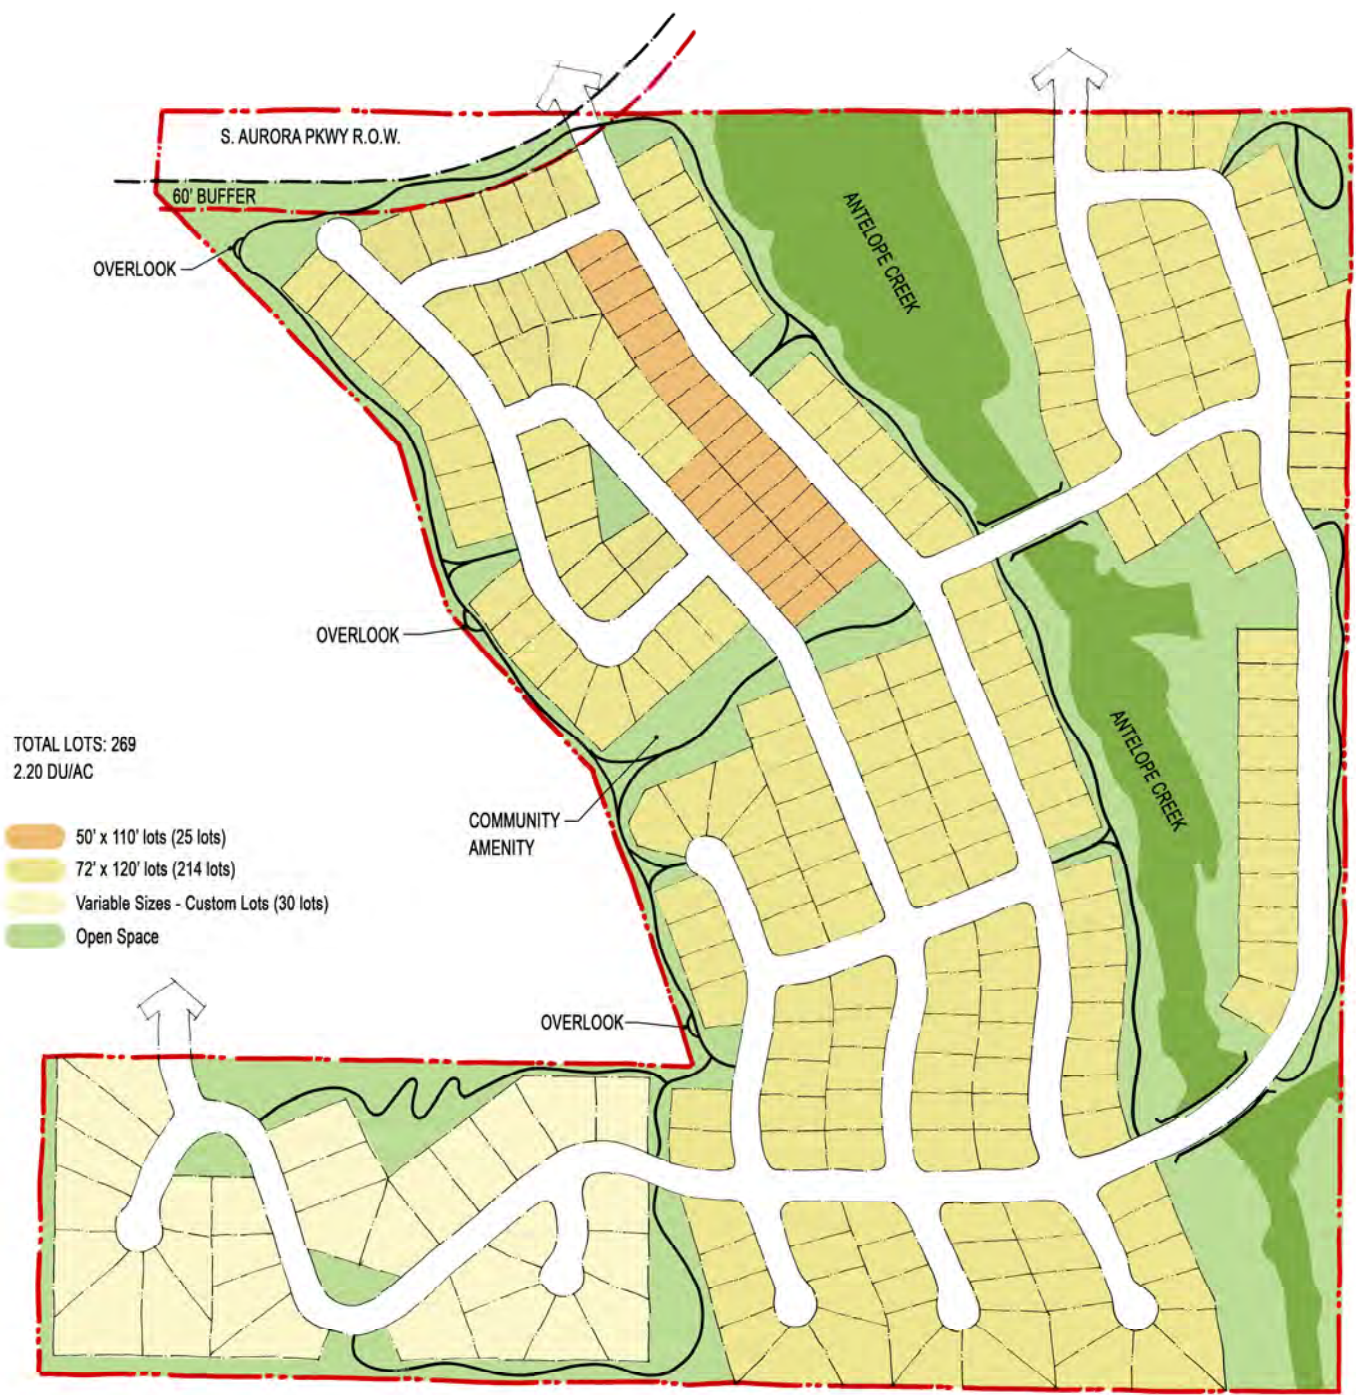 S. AURORA PKWY R.O.W.
60' BUFFER
OVERLOOK
ANTELOPE CREEK
OVERLOOK
ANTELOPE CREEK
TOTAL LOTS: 269
2.20 DU/AC
50' x 110' lots (25 lots)
72' x 120' lots (214 lots)
Variable Sizes - Custom Lots (30 lots)
Open Space
COMMUNITY
AMENITY
OVERLOOK